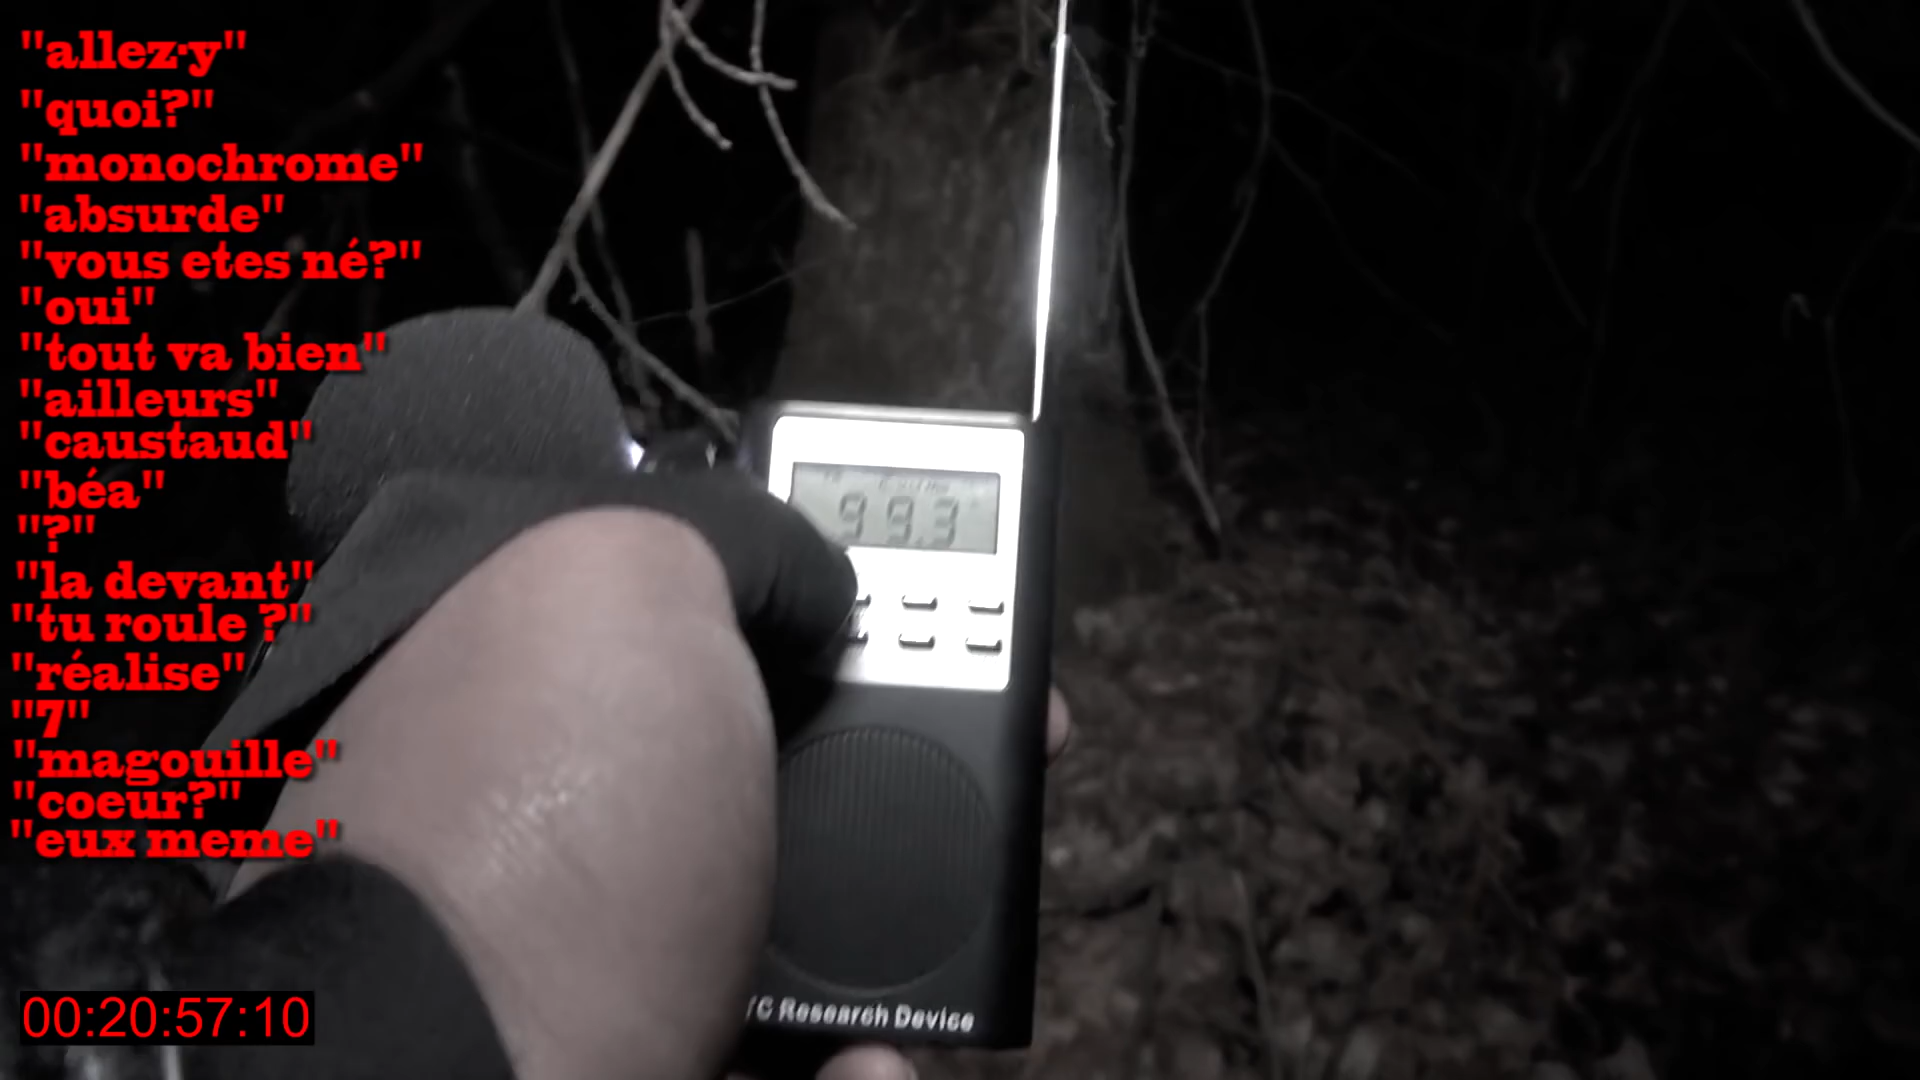 "allez-y"
"quoi?"
"monochrome"
"absurde"
"vous etes né?"
"oui"
"tout va bien"
"ailleurs"
"caustaud"
"béa"
"?"
"la devant"
"tu roule ?"
"réalise"
"7"
"magouille"
"coeur?"
"eux meme"
99.3
C Research Device
00:20:57:10